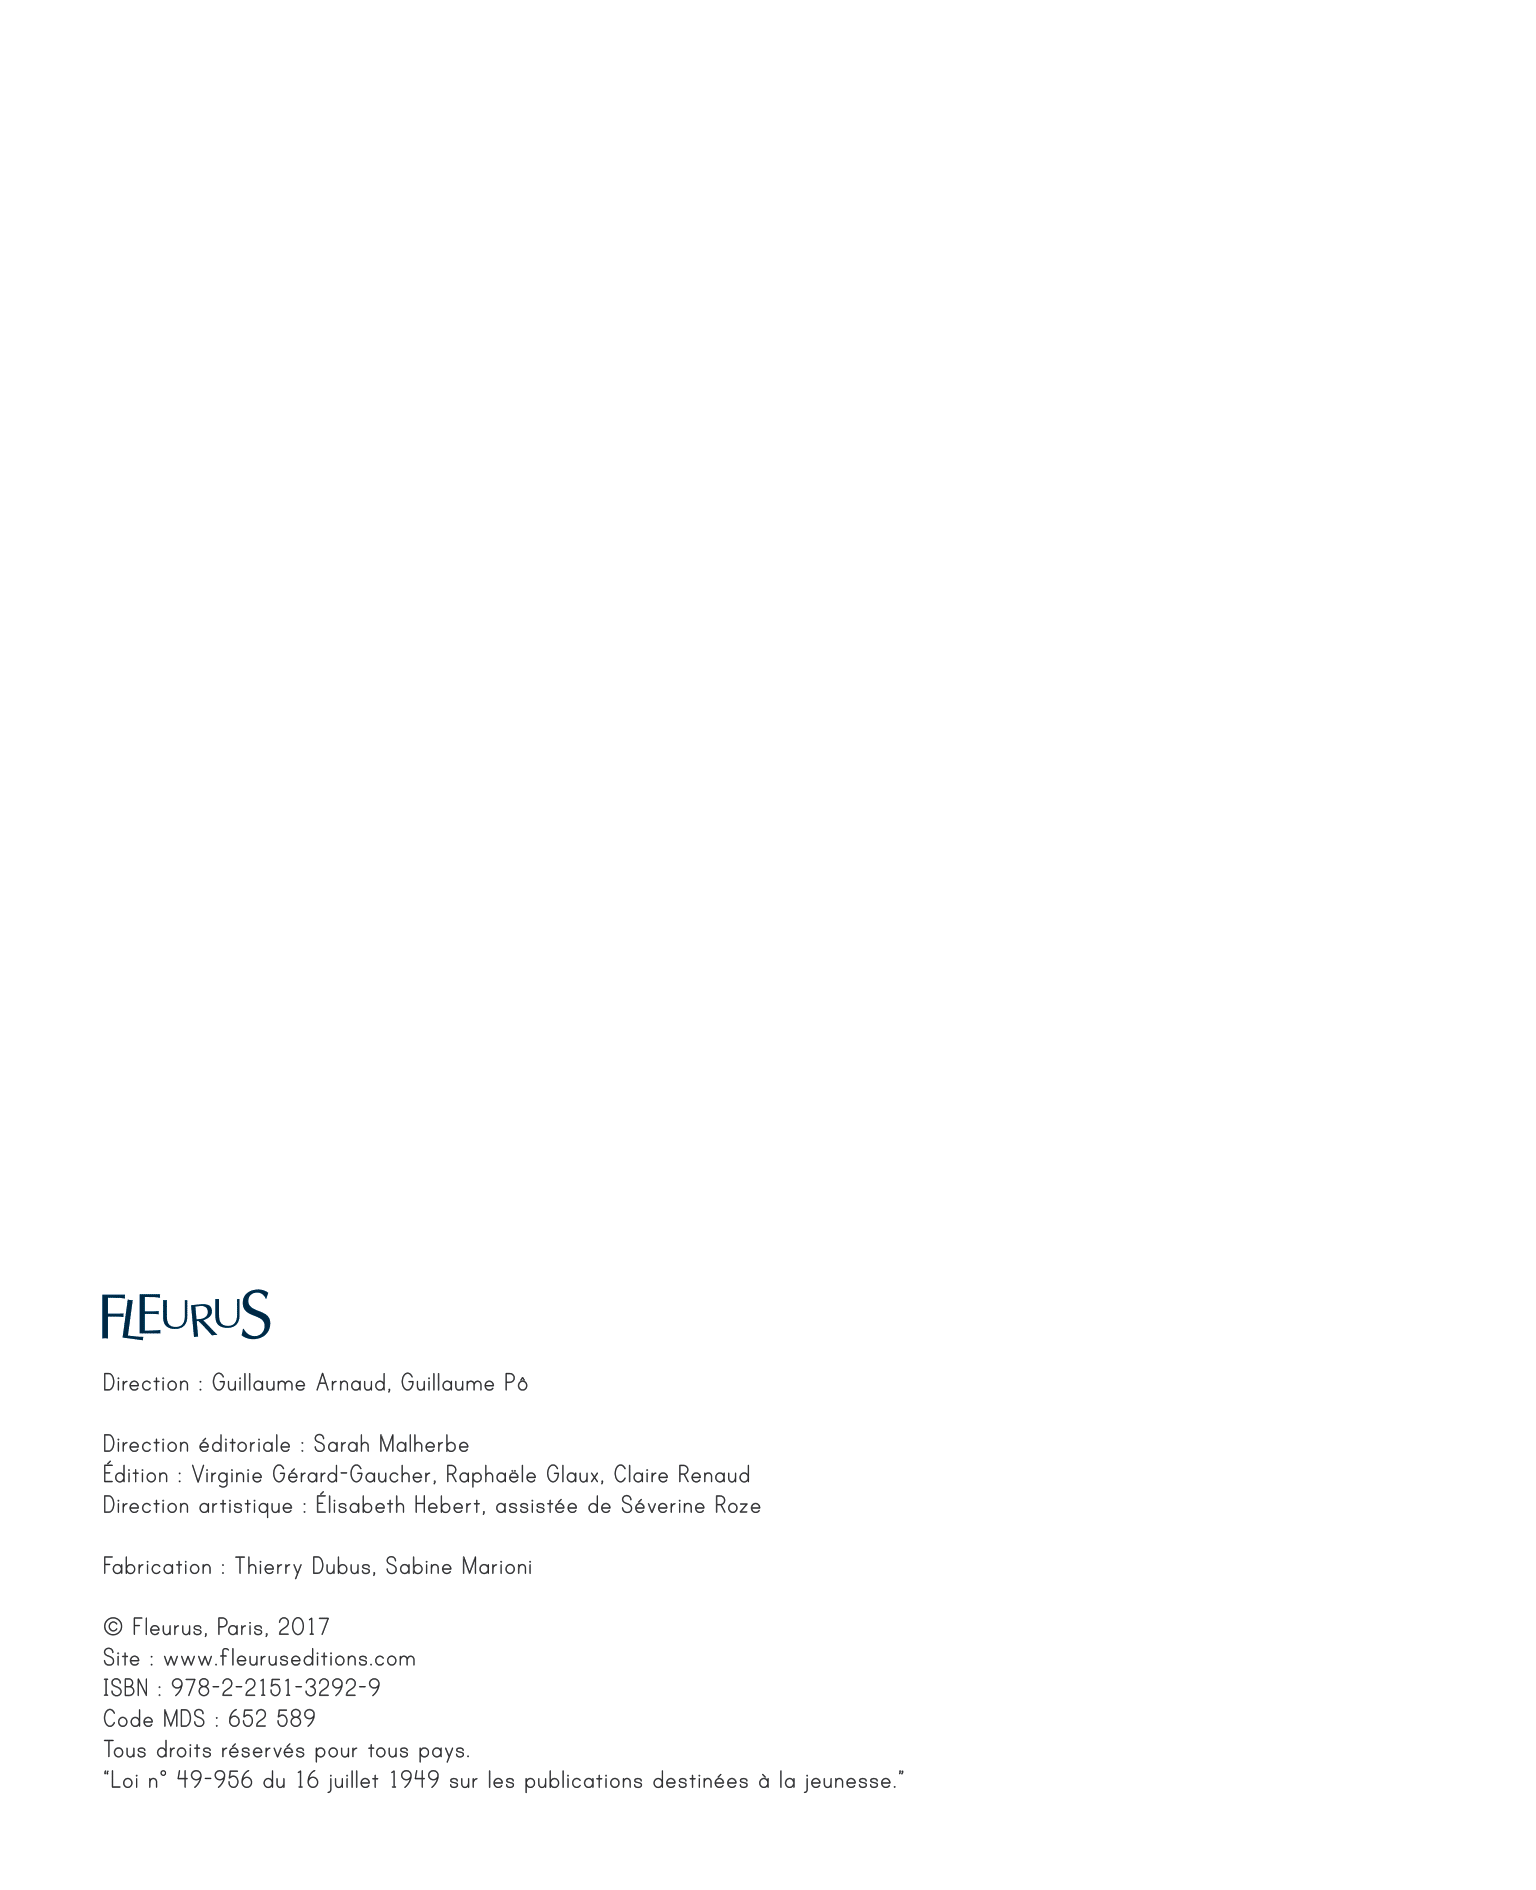 FLEURUS
Direction : Guillaume Arnaud, Guillaume Pô
Direction éditoriale : Sarah Malherbe
Édition : Virginie Gérard-Gaucher, Raphaële Glaux, Claire Renaud
Direction artistique : Élisabeth Hebert, assistée de Séverine Roze
Fabrication : Thierry Dubus, Sabine Marioni
© Fleurus, Paris, 2017
Site : www.fleuruseditions.com
ISBN : 978-2-2151-3292-9
Code MDS : 652 589
Tous droits réservés pour tous pays.
“Loi n° 49-956 du 16 juillet 1949 sur les publications destinées à la jeunesse.”